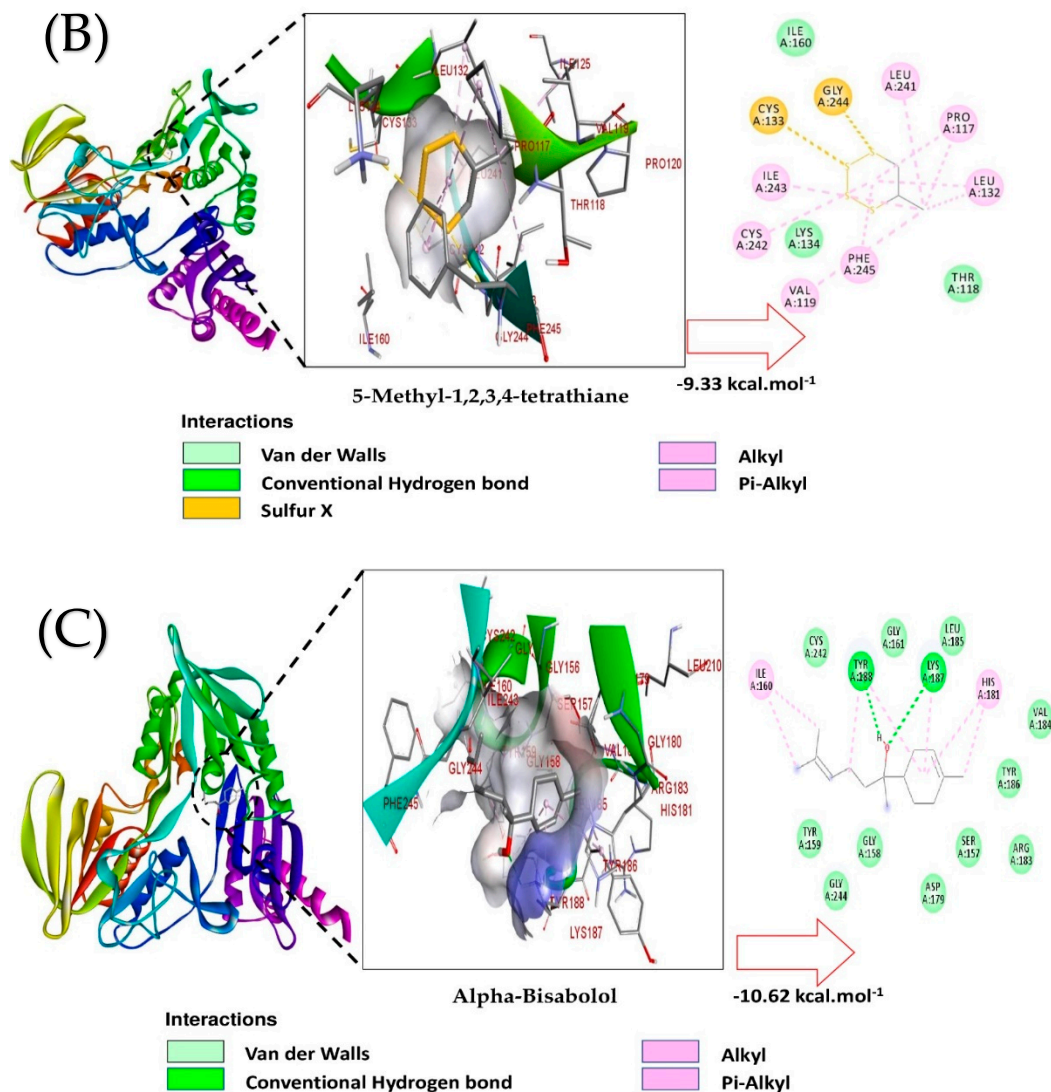 (B)
LEU132
ILE125
CYS133
PRO117
VAL119
PRO120
THR118
ILE160
GLY244
PHE245
ILE
A:160
LEU
A:241
GLY
A:244
CYS
A:133
PRO
A:117
ILE
A:243
LEU
A:132
CYS
A:242
LYS
A:134
PHE
A:245
THR
A:118
VAL
A:119
-9.33 kcal.mol-1
5-Methyl-1,2,3,4-tetrathiane
Interactions
Van der Walls
Alkyl
Conventional Hydrogen bond
Pi-Alkyl
Sulfur X
(C)
CYS242
GLY156
LEU210
ILE243
SER157
GLY180
GLY158
GLY244
ARG183
PHE245
HIS181
TYR186
TYR188
LYS187
CYS
A:242
GLY
A:161
LEU
A:185
ILE
A:160
TYR
A:188
LYS
A:187
HIS
A:181
VAL
A:184
H
O
TYR
A:186
TYR
A:159
GLY
A:158
SER
A:157
ARG
A:183
GLY
A:244
ASP
A:179
-10.62 kcal.mol-1
Alpha-Bisabolol
Interactions
Van der Walls
Alkyl
Conventional Hydrogen bond
Pi-Alkyl